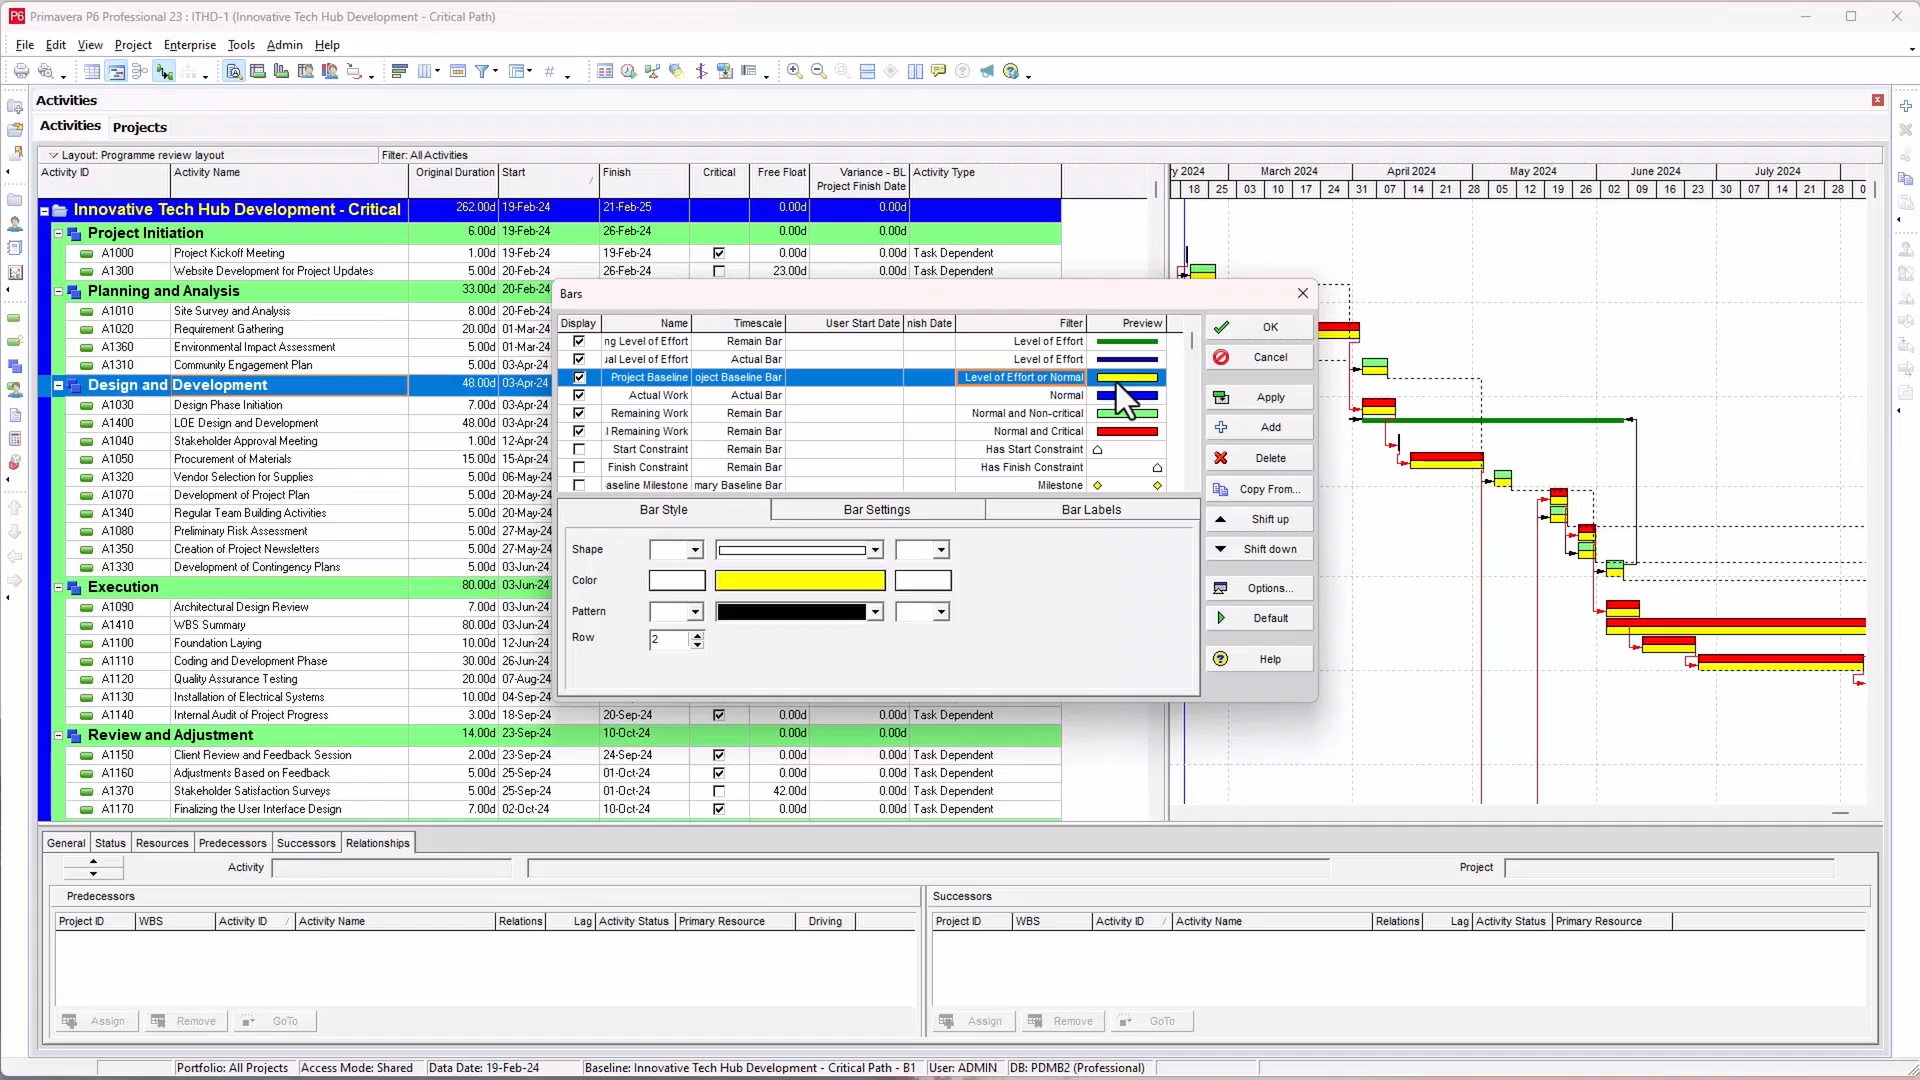 Primavera P6 Professional 23 : ITHD-1 (Innovative Tech Hub Development - Critical Path)
File Edit View Project Enterprise Tools Admin Help
Activities
Activities Projects
Layout: Programme review layout Filter: All Activities
Activity ID Activity Name Original Duration Start Finish Critical Free Float Variance - BL Project Finish Date Activity Type
y 2024 March 2024 April 2024 May 2024 June 2024 July 2024
18 25 03 10 17 24 31 07 14 21 28 05 12 19 26 02 09 16 23 30 07 14 21 28 0
Innovative Tech Hub Development - Critical 262.00d 19-Feb-24 21-Feb-25 0.00d 0.00d
Project Initiation 6.00d 19-Feb-24 26-Feb-24 0.00d 0.00d
A1000 Project Kickoff Meeting 1.00d 19-Feb-24 19-Feb-24 0.00d 0.00d Task Dependent
A1300 Website Development for Project Updates 5.00d 20-Feb-24 26-Feb-24 23.00d 0.00d Task Dependent
Planning and Analysis 33.00d 20-Feb-24
A1010 Site Survey and Analysis 8.00d 20-Feb-24
A1020 Requirement Gathering 20.00d 01-Mar-24
A1360 Environmental Impact Assessment 5.00d 01-Mar-24
A1310 Community Engagement Plan 5.00d 01-Apr-24
Design and Development 48.00d 03-Apr-24
A1030 Design Phase Initiation 7.00d 03-Apr-24
A1400 LOE Design and Development 48.00d 03-Apr-24
A1040 Stakeholder Approval Meeting 1.00d 12-Apr-24
A1050 Procurement of Materials 15.00d 15-Apr-24
A1320 Vendor Selection for Supplies 5.00d 06-May-24
A1070 Development of Project Plan 5.00d 20-May-24
A1340 Regular Team Building Activities 5.00d 20-May-24
A1080 Preliminary Risk Assessment 5.00d 27-May-24
A1350 Creation of Project Newsletters 5.00d 27-May-24
A1330 Development of Contingency Plans 5.00d 03-Jun-24
Execution 80.00d 03-Jun-24
A1090 Architectural Design Review 7.00d 03-Jun-24
A1410 WBS Summary 80.00d 03-Jun-24
A1100 Foundation Laying 10.00d 12-Jun-24
A1110 Coding and Development Phase 30.00d 26-Jun-24
A1120 Quality Assurance Testing 20.00d 07-Aug-24
A1130 Installation of Electrical Systems 10.00d 04-Sep-24
A1140 Internal Audit of Project Progress 3.00d 18-Sep-24 20-Sep-24 0.00d 0.00d Task Dependent
Review and Adjustment 14.00d 23-Sep-24 10-Oct-24 0.00d 0.00d
A1150 Client Review and Feedback Session 2.00d 23-Sep-24 24-Sep-24 0.00d 0.00d Task Dependent
A1160 Adjustments Based on Feedback 5.00d 25-Sep-24 01-Oct-24 0.00d 0.00d Task Dependent
A1370 Stakeholder Satisfaction Surveys 5.00d 25-Sep-24 01-Oct-24 42.00d 0.00d Task Dependent
A1170 Finalizing the User Interface Design 7.00d 02-Oct-24 10-Oct-24 0.00d 0.00d Task Dependent
Bars
Display Name Timescale User Start Date nish Date Filter Preview
ng Level of Effort Remain Bar Level of Effort
ual Level of Effort Actual Bar Level of Effort
Project Baseline oject Baseline Bar Level of Effort or Normal
Actual Work Actual Bar Normal
Remaining Work Remain Bar Normal and Non-critical
l Remaining Work Remain Bar Normal and Critical
Start Constraint Remain Bar Has Start Constraint
Finish Constraint Remain Bar Has Finish Constraint
aseline Milestone mary Baseline Bar Milestone
Bar Style Bar Settings Bar Labels
Shape
Color
Pattern
Row 2
OK
Cancel
Apply
Add
Delete
Copy From...
Shift up
Shift down
Options...
Default
Help
General Status Resources Predecessors Successors Relationships
Activity Project
Predecessors Successors
Project ID WBS Activity ID Activity Name Relations Lag Activity Status Primary Resource Driving
Project ID WBS Activity ID Activity Name Relations Lag Activity Status Primary Resource
Assign Remove GoTo Assign Remove GoTo
Portfolio: All Projects Access Mode: Shared Data Date: 19-Feb-24 Baseline: Innovative Tech Hub Development - Critical Path - B1 User: ADMIN DB: PDMB2 (Professional)